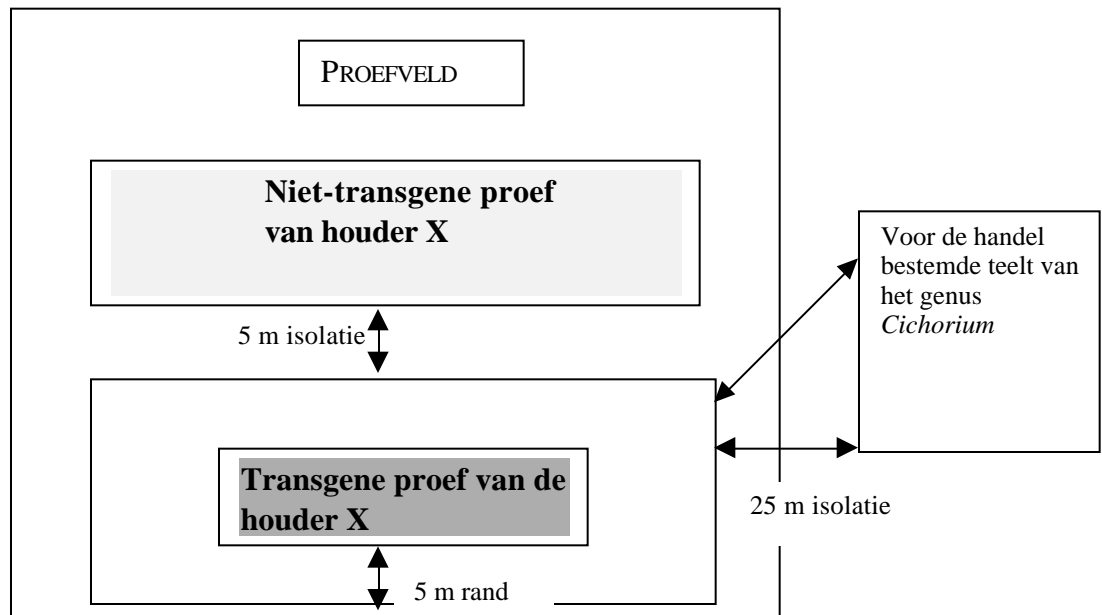 PROEFVELD
Niet-transgene proef
van houder X
Voor de handel
bestemde teelt van
het genus
Cichorium
5 m isolatie
Transgene proef van de
houder X
25 m isolatie
5 m rand